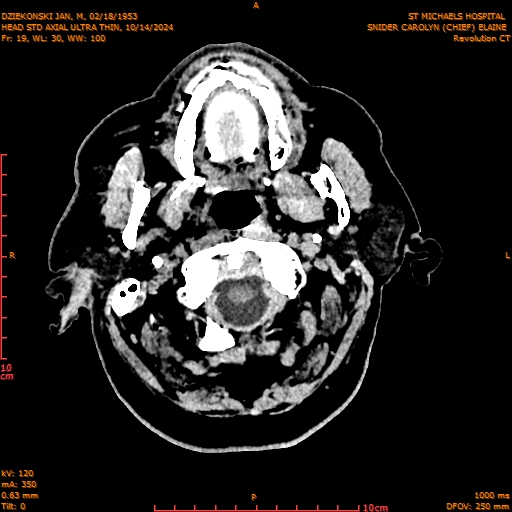 A
DZIEKONSKI JAN, M, 02/18/1953
HEAD STD AXIAL ULTRA THIN, 10/14/2024
Fr: 19, WL: 30, WW: 100
ST MICHAELS HOSPITAL
SNIDER CAROLYN (CHIEF) ELAINE
Revolution CT
R
L
10
cm
kV: 120
mA: 350
0.63 mm
Tilt: 0
P
10cm
1000 ms
DFOV: 250 mm